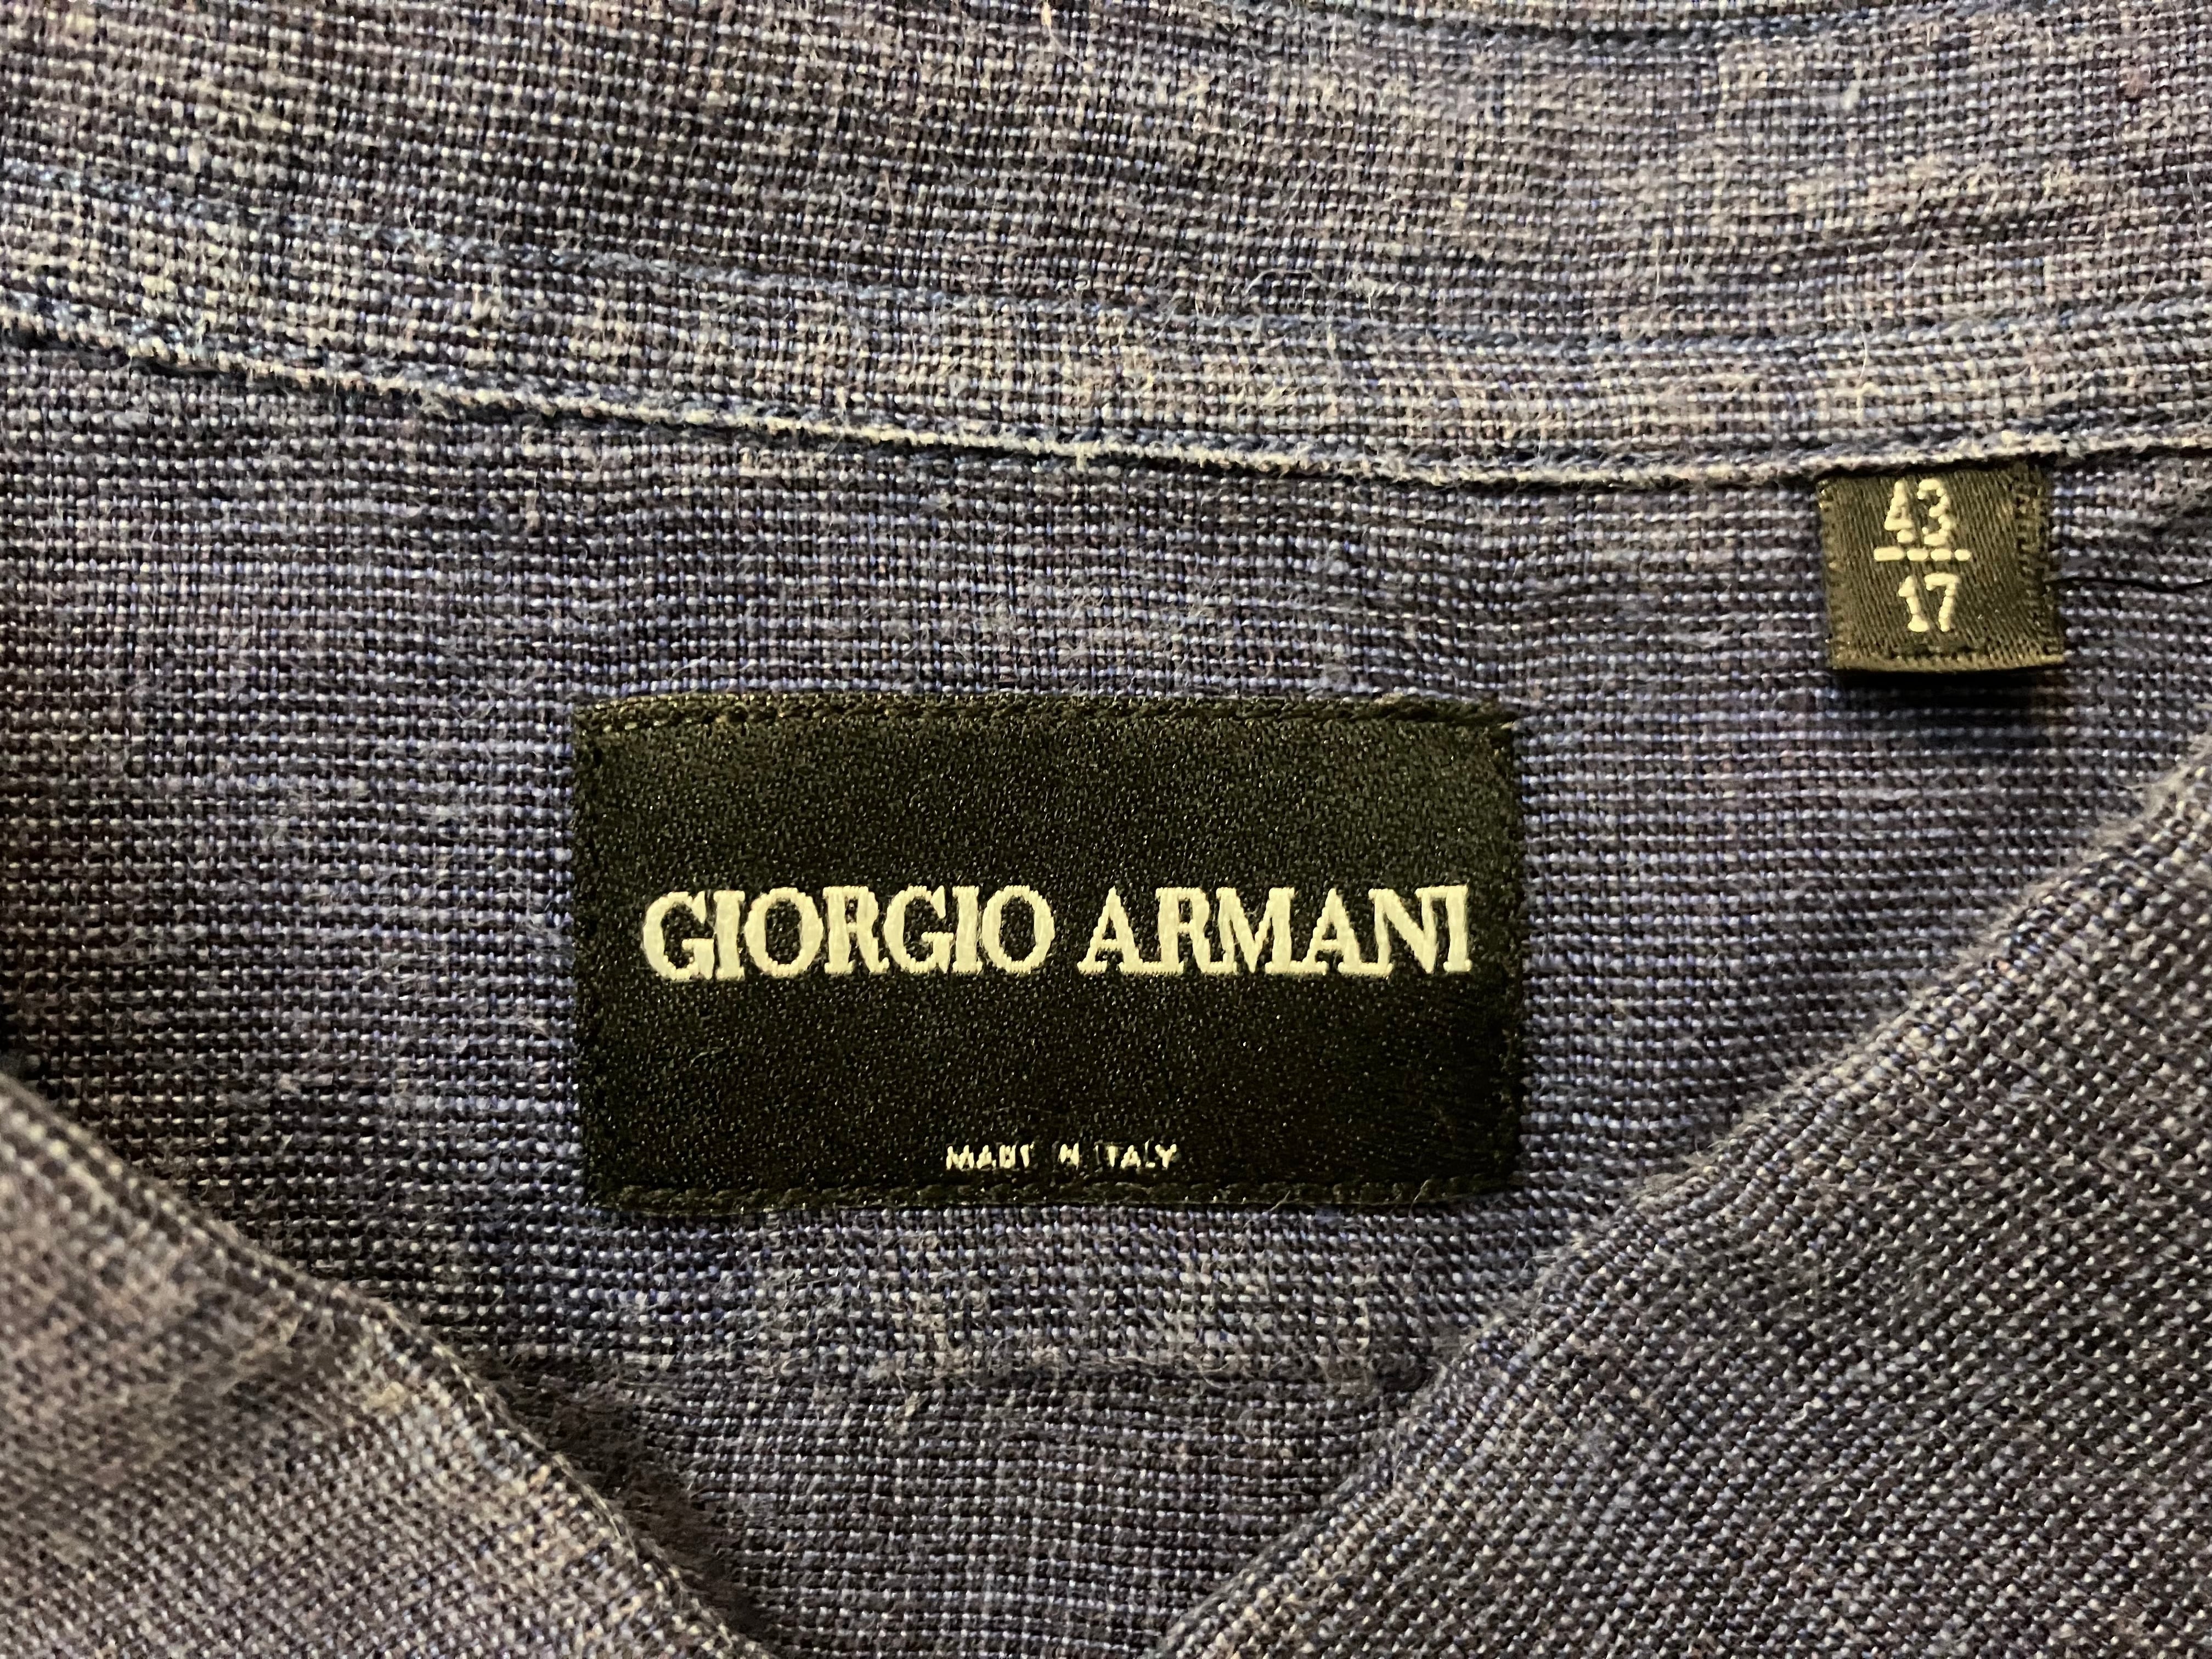 43
17
GIORGIO ARMANI
MADE IN ITALY